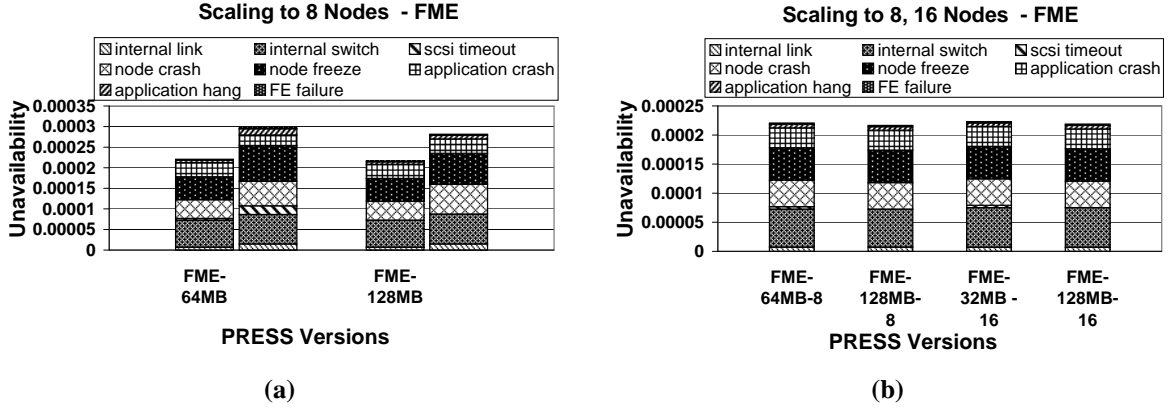 Scaling to 8 Nodes - FME
internal link internal switch scsi timeout
node crash node freeze application crash
application hang FE failure
Unavailability
0.00035
0.0003
0.00025
0.0002
0.00015
0.0001
0.00005
0
FME-
64MB
FME-
128MB
PRESS Versions
(a)
Scaling to 8, 16 Nodes - FME
internal link internal switch scsi timeout
node crash node freeze application crash
application hang FE failure
Unavailability
0.00025
0.0002
0.00015
0.0001
0.00005
0
FME-
64MB-8
FME-
128MB-
8
FME-
32MB -
16
FME-
128MB-
16
PRESS Versions
(b)